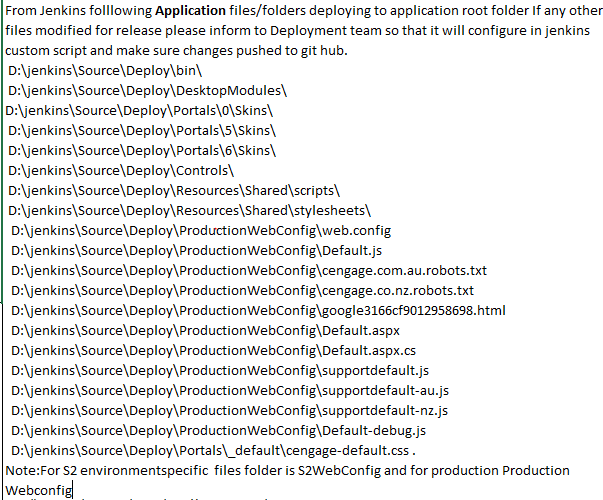 From Jenkins folllowing Application files/folders deploying to application root folder If any other
files modified for release please inform to Deployment team so that it will configure in jenkins
custom script and make sure changes pushed to git hub.
D:\jenkins\Source\Deploy\bin\
D:\jenkins\Source\Deploy\DesktopModules\
D:\jenkins\Source\Deploy\Portals\0\Skins\
D:\jenkins\Source\Deploy\Portals\5\Skins\
D:\jenkins\Source\Deploy\Portals\6\Skins\
D:\jenkins\Source\Deploy\Controls\
D:\jenkins\Source\Deploy\Resources\Shared\scripts\
D:\jenkins\Source\Deploy\Resources\Shared\stylesheets\
D:\jenkins\Source\Deploy\ProductionWebConfig\web.config
D:\jenkins\Source\Deploy\ProductionWebConfig\Default.js
D:\jenkins\Source\Deploy\ProductionWebConfig\cengage.com.au.robots.txt
D:\jenkins\Source\Deploy\ProductionWebConfig\cengage.co.nz.robots.txt
D:\jenkins\Source\Deploy\ProductionWebConfig\google3166cf9012958698.html
D:\jenkins\Source\Deploy\ProductionWebConfig\Default.aspx
D:\jenkins\Source\Deploy\ProductionWebConfig\Default.aspx.cs
D:\jenkins\Source\Deploy\ProductionWebConfig\supportdefault.js
D:\jenkins\Source\Deploy\ProductionWebConfig\supportdefault-au.js
D:\jenkins\Source\Deploy\ProductionWebConfig\supportdefault-nz.js
D:\jenkins\Source\Deploy\ProductionWebConfig\Default-debug.js
D:\jenkins\Source\Deploy\Portals\_default\cengage-default.css .
Note:For S2 environmentspecific files folder is S2WebConfig and for production Production
Webconfig